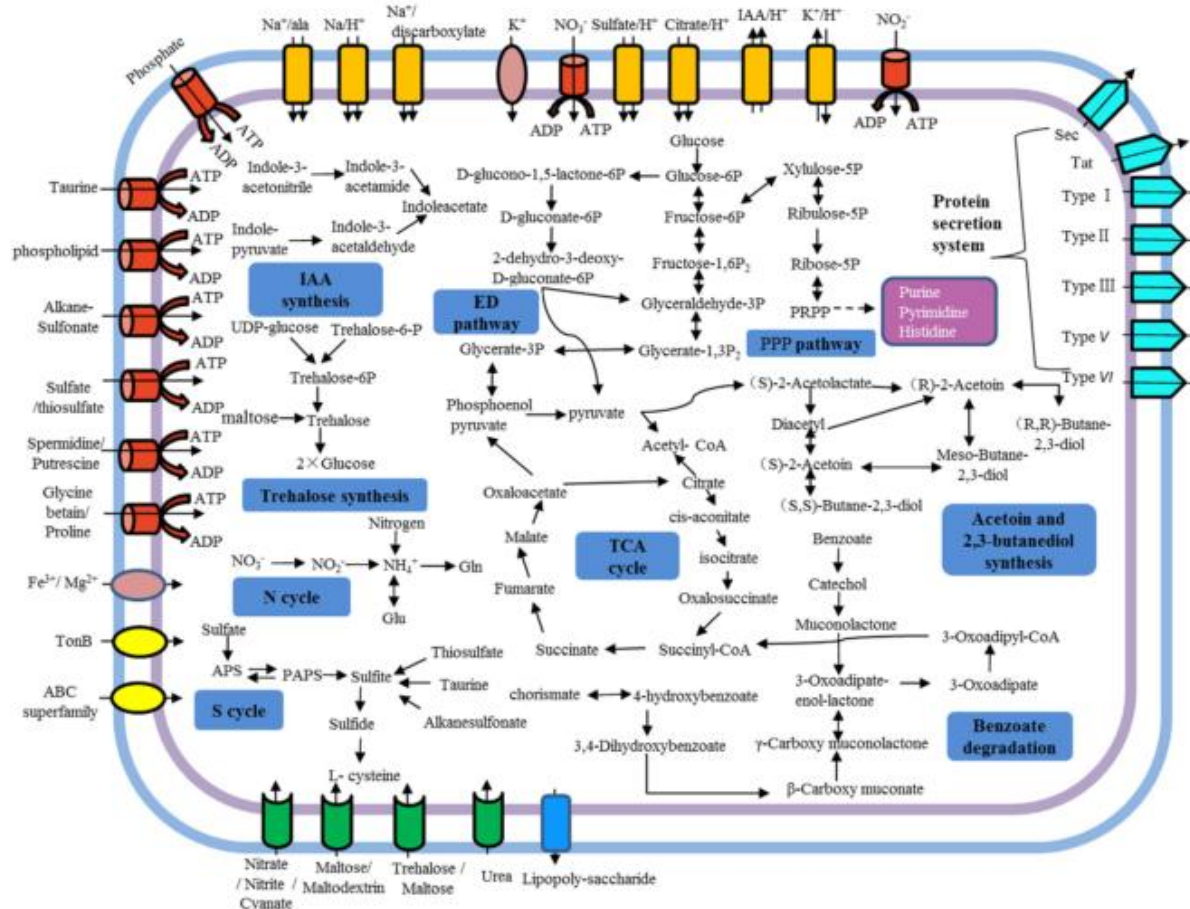 Na⁺/ala
Na/H⁺
Na⁺/
discarboxylate
K⁺
NO₃⁻
Sulfate/H⁺
Citrate/H⁺
IAA/H⁺
K⁺/H⁺
NO₂⁻
Phosphate
ATP
ADP
ADP
ATP
ADP
ATP
Sec
Tat
Type I
Type II
Type III
Type V
Type VI
Protein
secretion
system
Taurine
ATP
ADP
phospholipid
ATP
ADP
Alkane-
Sulfonate
ATP
ADP
Sulfate
/thiosulfate
ATP
ADP
Spermidine/
Putrescine
ATP
ADP
Glycine
betain/
Proline
ATP
ADP
Fe³⁺/ Mg²⁺
TonB
ABC
superfamily
Indole-3-
acetonitrile
Indole-3-
acetamide
Indoleacetate
Indole-
pyruvate
Indole-3-
acetaldehyde
IAA
synthesis
UDP-glucose
Trehalose-6-P
Trehalose-6P
maltose
Trehalose
2×Glucose
Trehalose synthesis
Nitrogen
NO₃⁻
NO₂⁻
NH₄⁺
Gln
Glu
N cycle
Sulfate
APS
PAPS
Sulfite
Thiosulfate
Taurine
Alkanesulfonate
Sulfide
L- cysteine
S cycle
Glucose
D-glucono-1,5-lactone-6P
Glucose-6P
Xylulose-5P
D-gluconate-6P
Fructose-6P
Ribulose-5P
2-dehydro-3-deoxy-
D-gluconate-6P
Fructose-1,6P₂
Ribose-5P
Glyceraldehyde-3P
PRPP
Purine
Pyrimidine
Histidine
ED
pathway
Glycerate-3P
Glycerate-1,3P₂
PPP pathway
Phosphoenol
pyruvate
pyruvate
(S)-2-Acetolactate
(R)-2-Acetoin
Diacetyl
(R,R)-Butane-
2,3-diol
Acetyl- CoA
(S)-2-Acetoin
Meso-Butane-
2,3-diol
(S,S)-Butane-2,3-diol
Acetoin and
2,3-butanediol
synthesis
Oxaloacetate
Citrate
cis-aconitate
Malate
TCA
cycle
isocitrate
Fumarate
Oxalosuccinate
Succinate
Succinyl-CoA
Benzoate
Catechol
Muconolactone
3-Oxoadipyl-CoA
3-Oxoadipate-
enol-lactone
3-Oxoadipate
chorismate
4-hydroxybenzoate
3,4-Dihydroxybenzoate
γ-Carboxy muconolactone
β-Carboxy muconate
Benzoate
degradation
Nitrate
/ Nitrite /
Cyanate
Maltose/
Maltodextrin
Trehalose /
Maltose
Urea
Lipopoly-saccharide